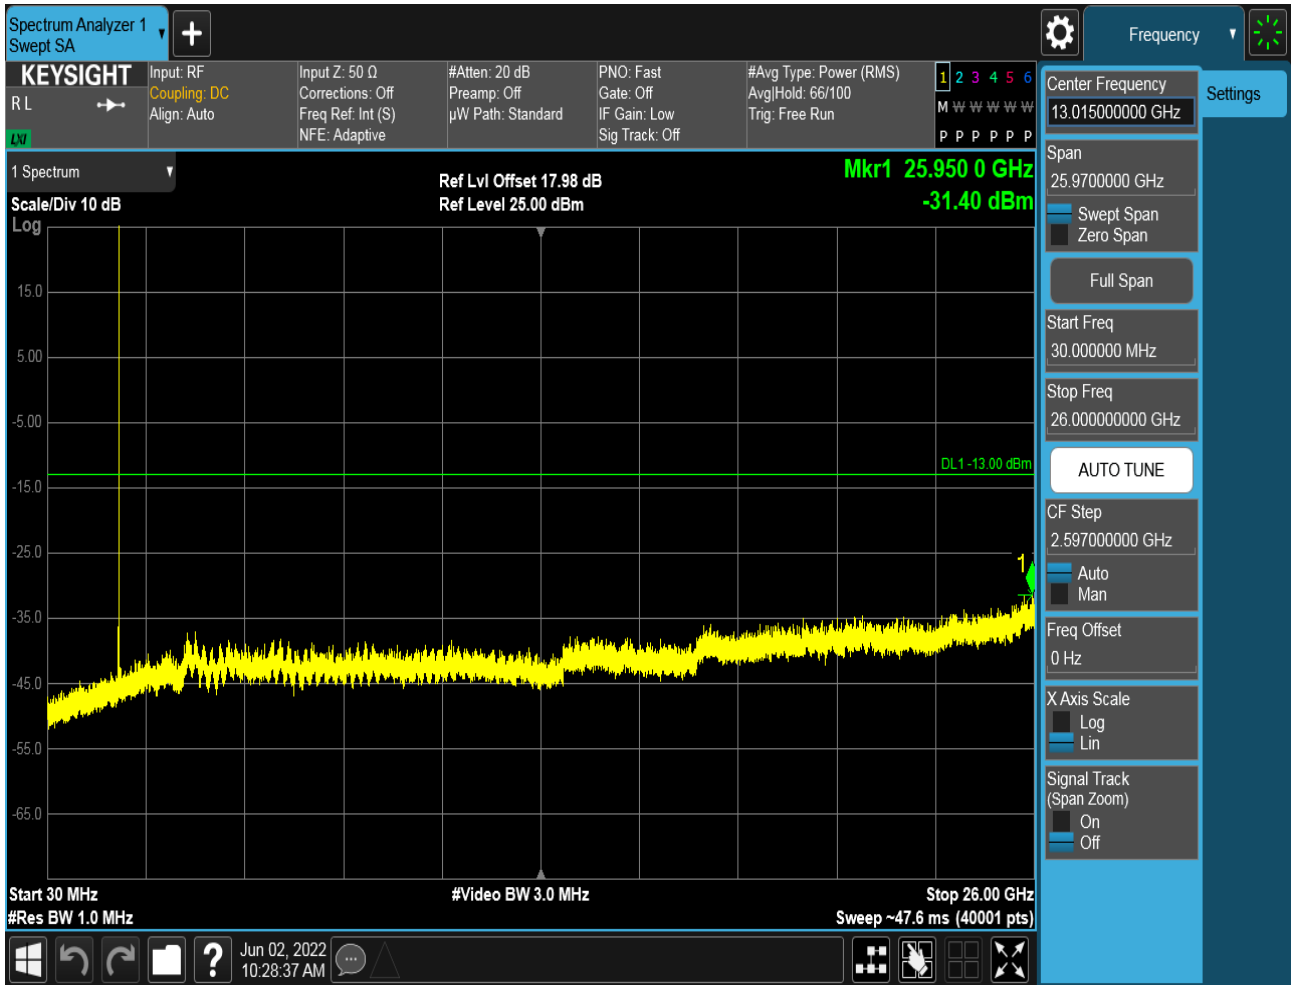 Spectrum Analyzer 1
Swept SA
Frequency
KEYSIGHT
R L
LXI
Input: RF
Coupling: DC
Align: Auto
Input Z: 50 Ω
Corrections: Off
Freq Ref: Int (S)
NFE: Adaptive
#Atten: 20 dB
Preamp: Off
µW Path: Standard
PNO: Fast
Gate: Off
IF Gain: Low
Sig Track: Off
#Avg Type: Power (RMS)
Avg|Hold: 66/100
Trig: Free Run
1 2 3 4 5 6
M W W W W W
P P P P P P
1 Spectrum
Scale/Div 10 dB
Log
Ref Lvl Offset 17.98 dB
Ref Level 25.00 dBm
Mkr1 25.950 0 GHz
-31.40 dBm
15.0
5.00
-5.00
DL1 -13.00 dBm
-15.0
-25.0
1
-35.0
-45.0
-55.0
-65.0
Start 30 MHz
#Video BW 3.0 MHz
Stop 26.00 GHz
#Res BW 1.0 MHz
Sweep ~47.6 ms (40001 pts)
Center Frequency
13.015000000 GHz
Settings
Span
25.9700000 GHz
Swept Span
Zero Span
Full Span
Start Freq
30.000000 MHz
Stop Freq
26.000000000 GHz
AUTO TUNE
CF Step
2.597000000 GHz
Auto
Man
Freq Offset
0 Hz
X Axis Scale
Log
Lin
Signal Track
(Span Zoom)
On
Off
?
Jun 02, 2022
10:28:37 AM